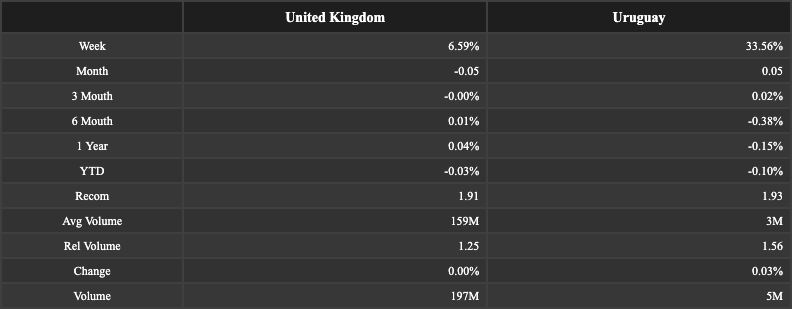 United Kingdom Uruguay
Week 6.59% 33.56%
Month -0.05 0.05
3 Mouth -0.00% 0.02%
6 Mouth 0.01% -0.38%
1 Year 0.04% -0.15%
YTD -0.03% -0.10%
Recom 1.91 1.93
Avg Volume 159M 3M
Rel Volume 1.25 1.56
Change 0.00% 0.03%
Volume 197M 5M